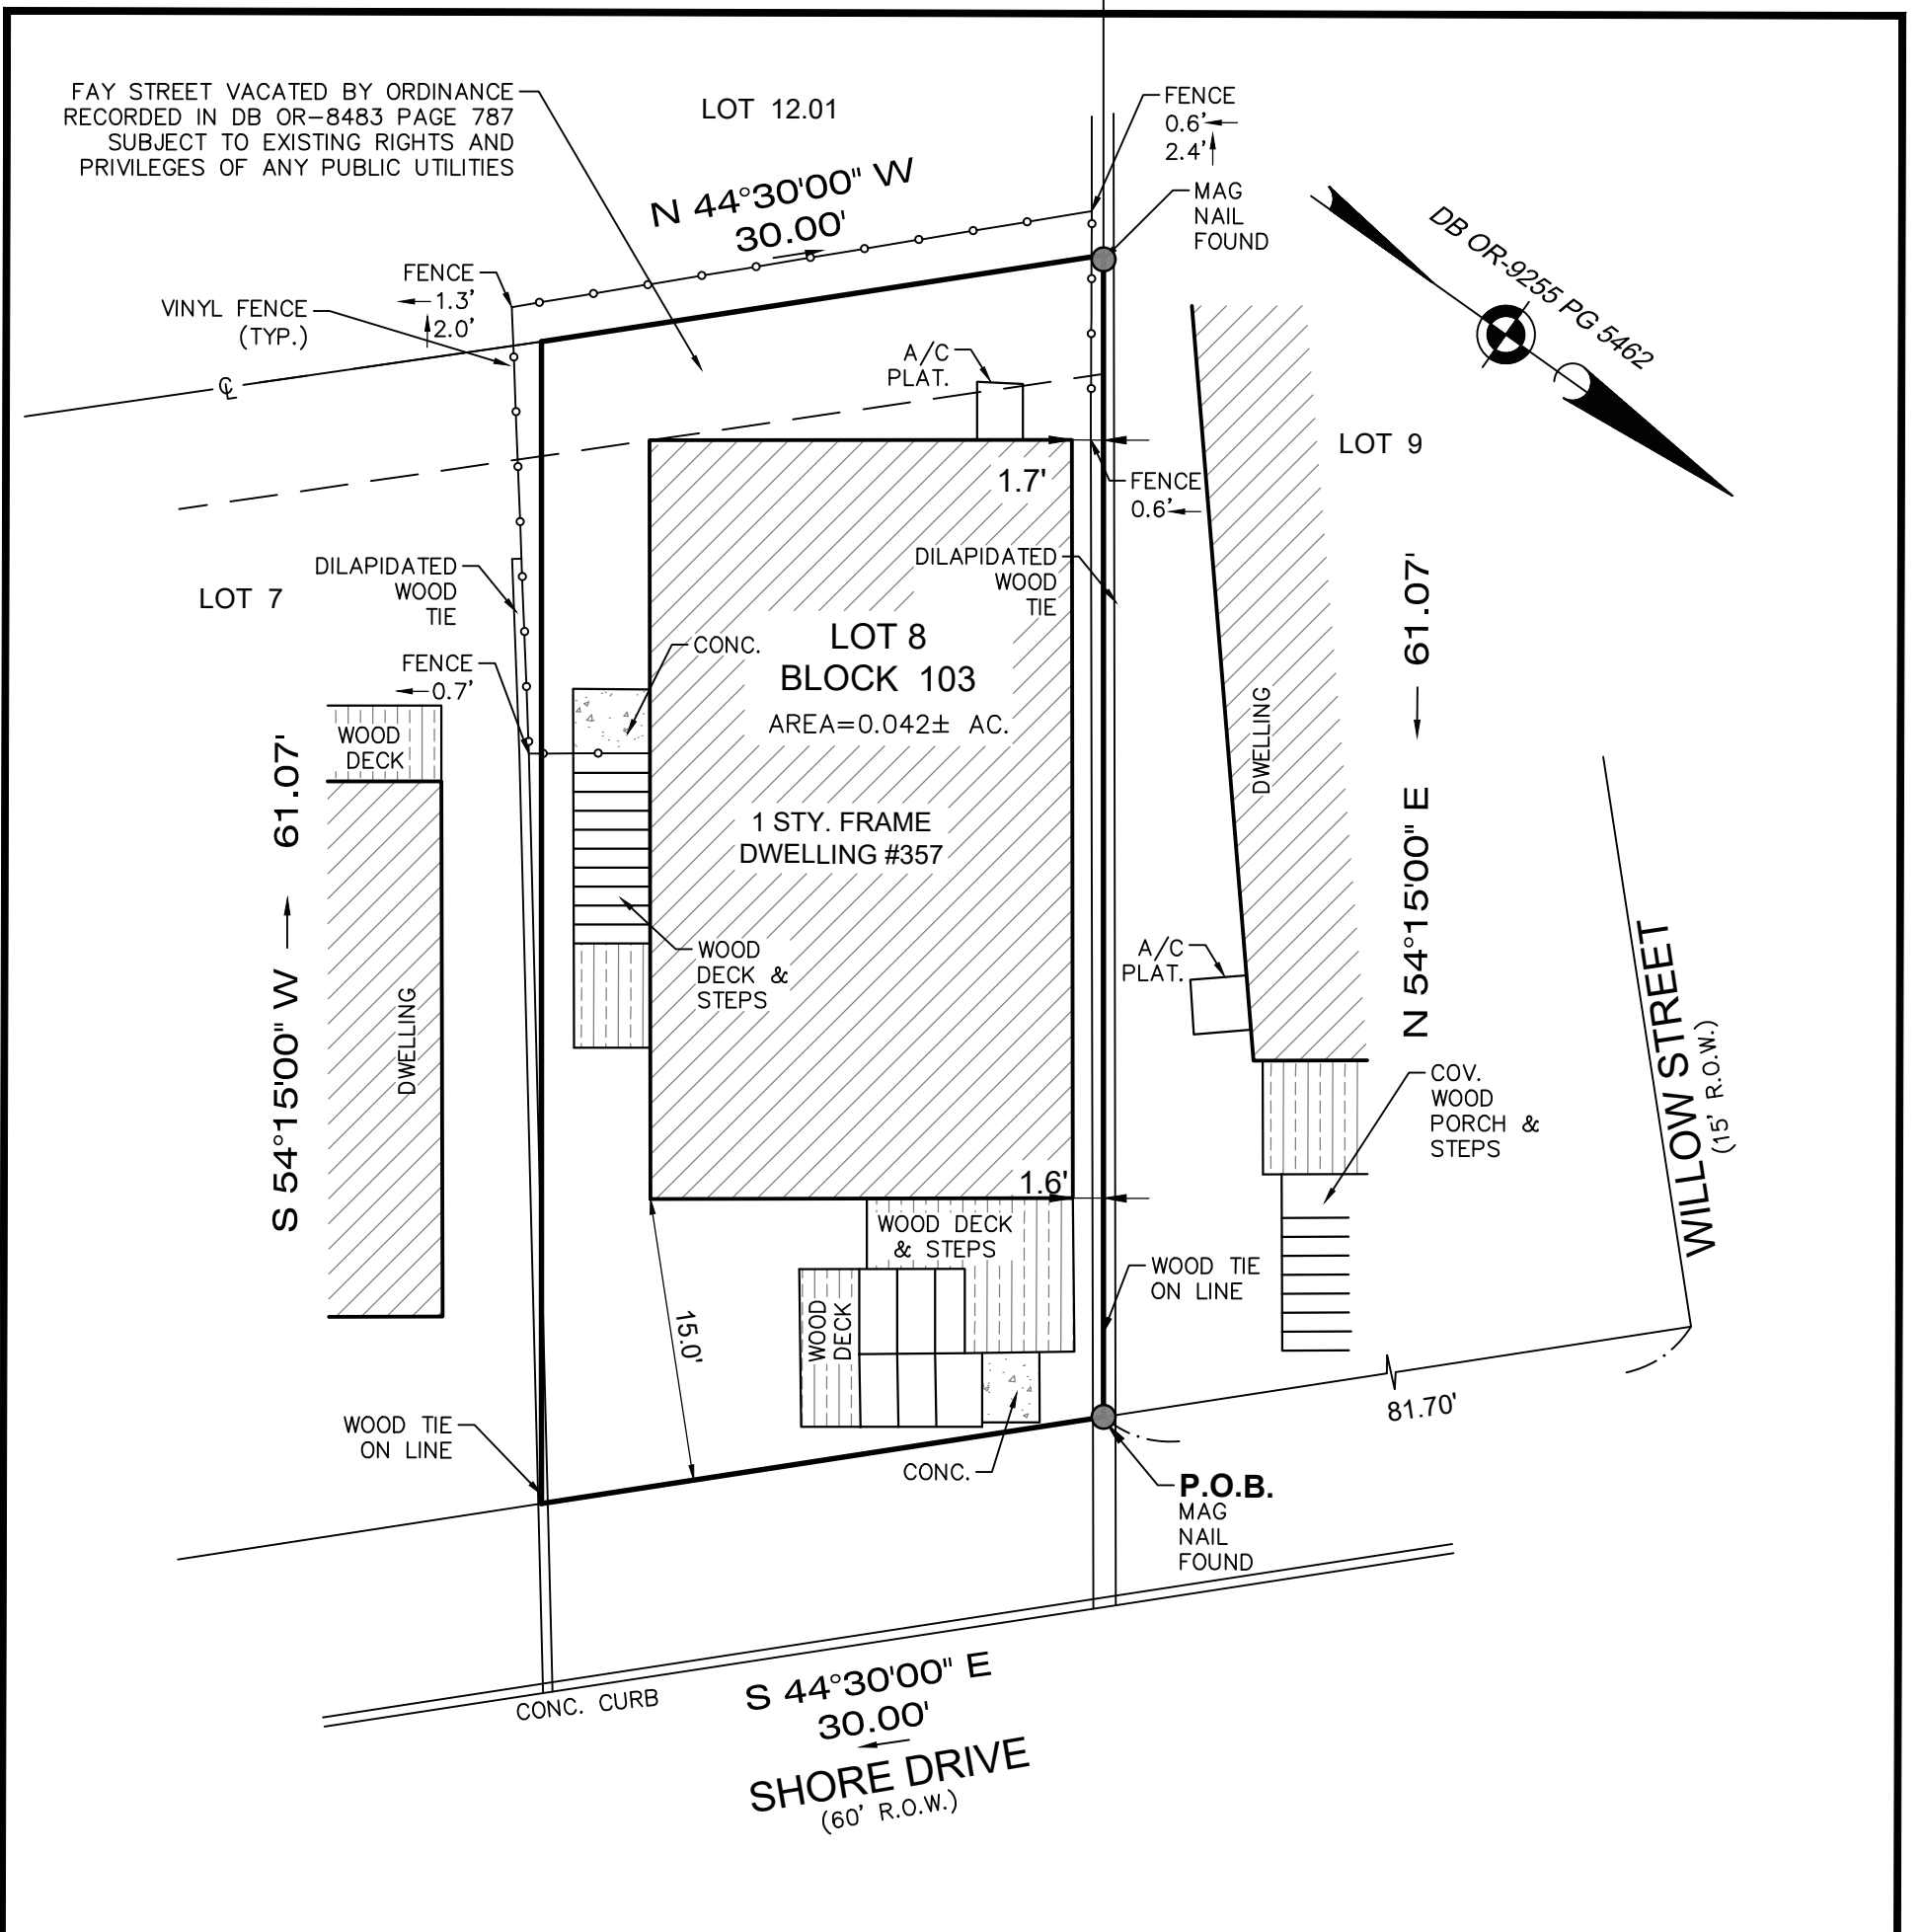 FAY STREET VACATED BY ORDINANCE
RECORDED IN DB OR-8483 PAGE 787
SUBJECT TO EXISTING RIGHTS AND
PRIVILEGES OF ANY PUBLIC UTILITIES
LOT 12.01
N 44°30'00" W
30.00'
FENCE
0.6'
2.4'
MAG
NAIL
FOUND
DB OR-9255 PG 5462
FENCE
1.3'
2.0'
VINYL FENCE
(TYP.)
℄
A/C
PLAT.
LOT 9
1.7'
FENCE
0.6'
LOT 7
DILAPIDATED
WOOD
TIE
DILAPIDATED
WOOD
TIE
FENCE
0.7'
CONC.
LOT 8
BLOCK 103
AREA=0.042± AC.
1 STY. FRAME
DWELLING #357
WOOD
DECK
DWELLING
S 54°15'00" W 61.07'
WOOD
DECK &
STEPS
DWELLING
N 54°15'00" E 61.07'
A/C
PLAT.
COV.
WOOD
PORCH &
STEPS
WILLOW STREET
(15' R.O.W.)
1.6'
WOOD DECK
& STEPS
WOOD
DECK
15.0'
WOOD TIE
ON LINE
WOOD TIE
ON LINE
81.70'
CONC.
P.O.B.
MAG
NAIL
FOUND
CONC. CURB
S 44°30'00" E
30.00'
SHORE DRIVE
(60' R.O.W.)